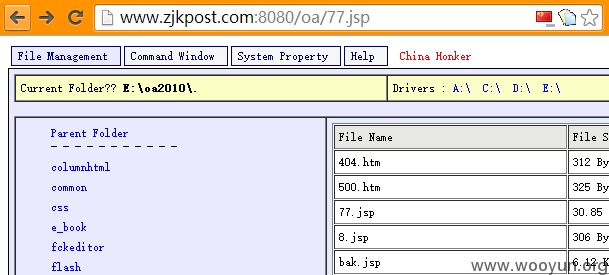 www.zjkpost.com:8080/oa/77.jsp
File Management Command Window System Property Help China Honker
Current Folder?? E:\oa2010\. Drivers : A:\ C:\ D:\ E:\
Parent Folder
columnhtml
common
css
e_book
fckeditor
flash
File Name File S
404.htm 312 By
500.htm 325 By
77.jsp 30.85
8.jsp 306 By
bak.jsp 6.12 K
www.wooyun.org